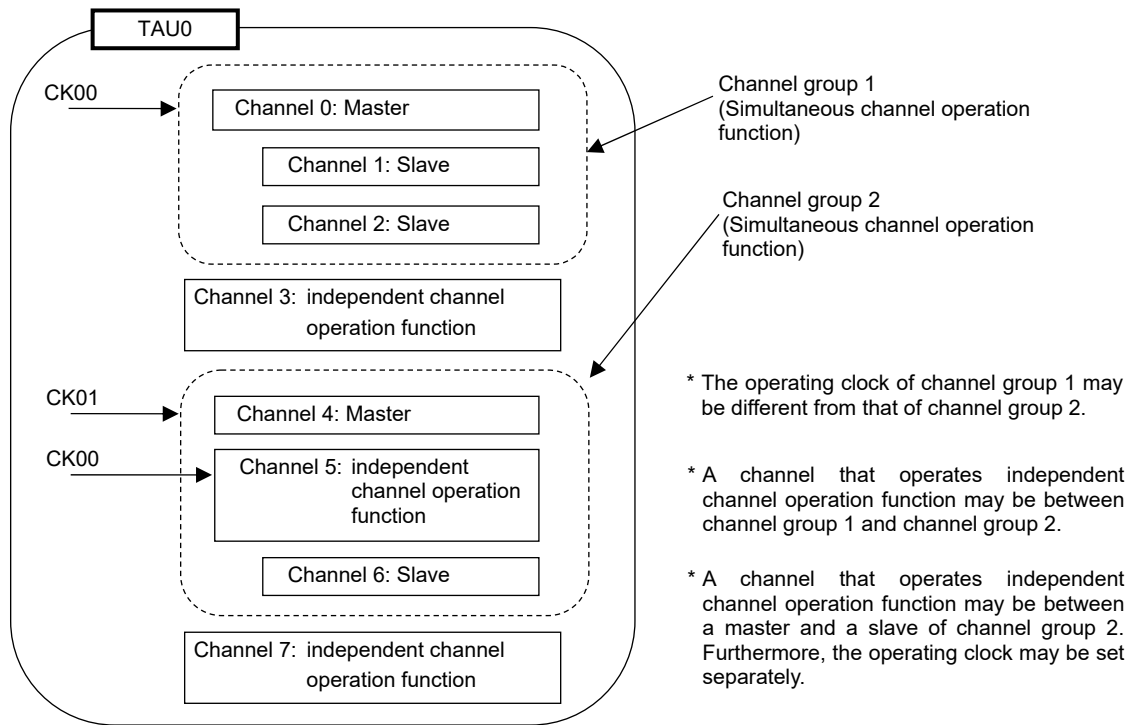 TAU0
CK00
Channel 0: Master
Channel 1: Slave
Channel 2: Slave
Channel group 1
(Simultaneous channel operation
function)
Channel group 2
(Simultaneous channel operation
function)
Channel 3: independent channel
operation function
CK01
CK00
Channel 4: Master
Channel 5: independent
channel operation
function
Channel 6: Slave
Channel 7: independent channel
operation function
* The operating clock of channel group 1 may
be different from that of channel group 2.
* A channel that operates independent
channel operation function may be between
channel group 1 and channel group 2.
* A channel that operates independent
channel operation function may be between
a master and a slave of channel group 2.
Furthermore, the operating clock may be set
separately.